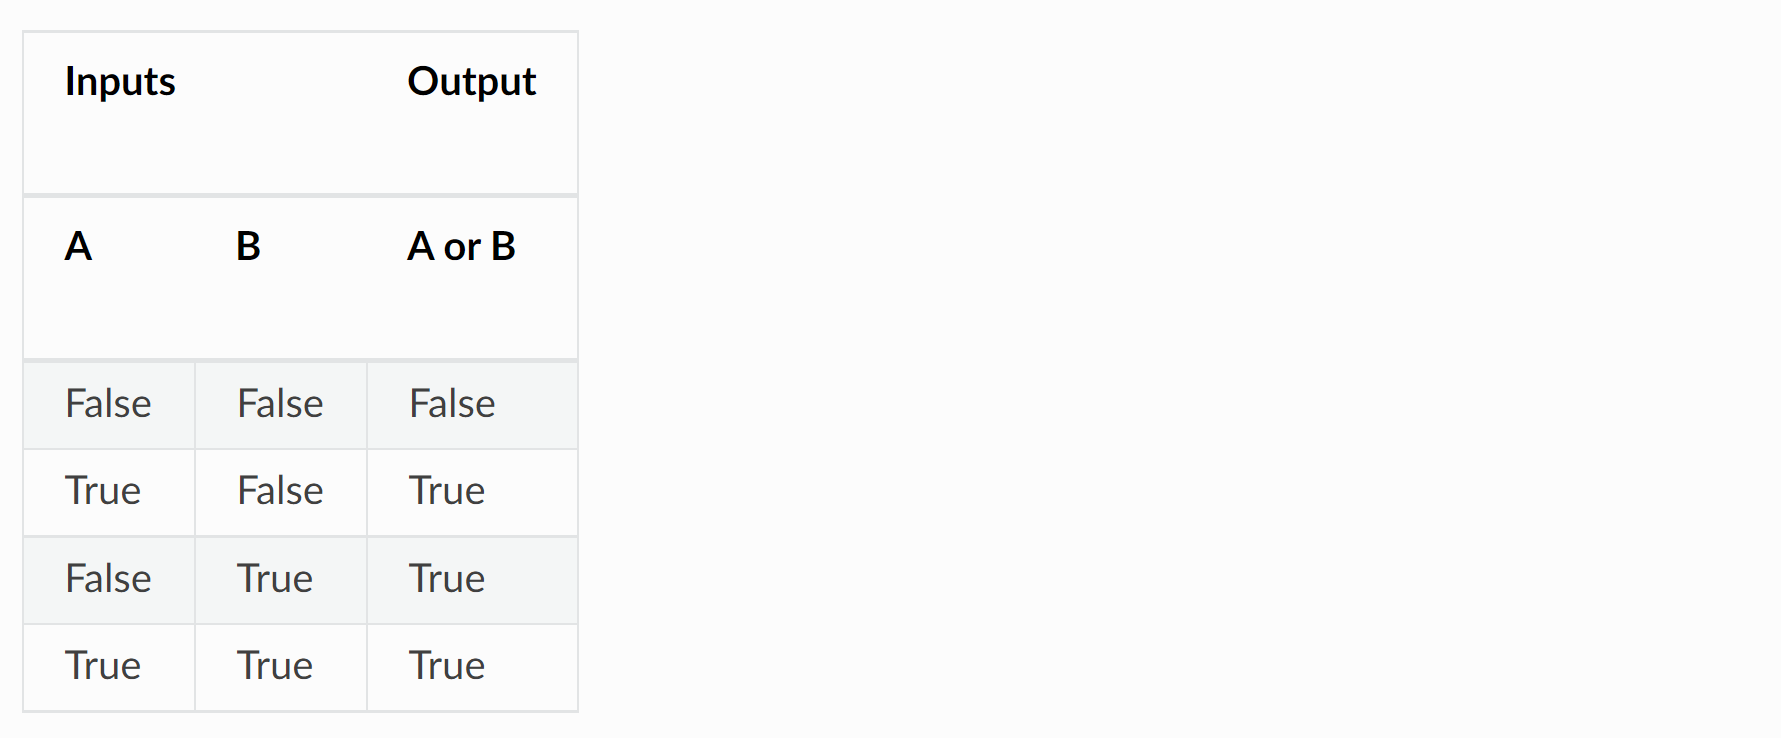 Inputs Output
A B A or B
False False False
True False True
False True True
True True True